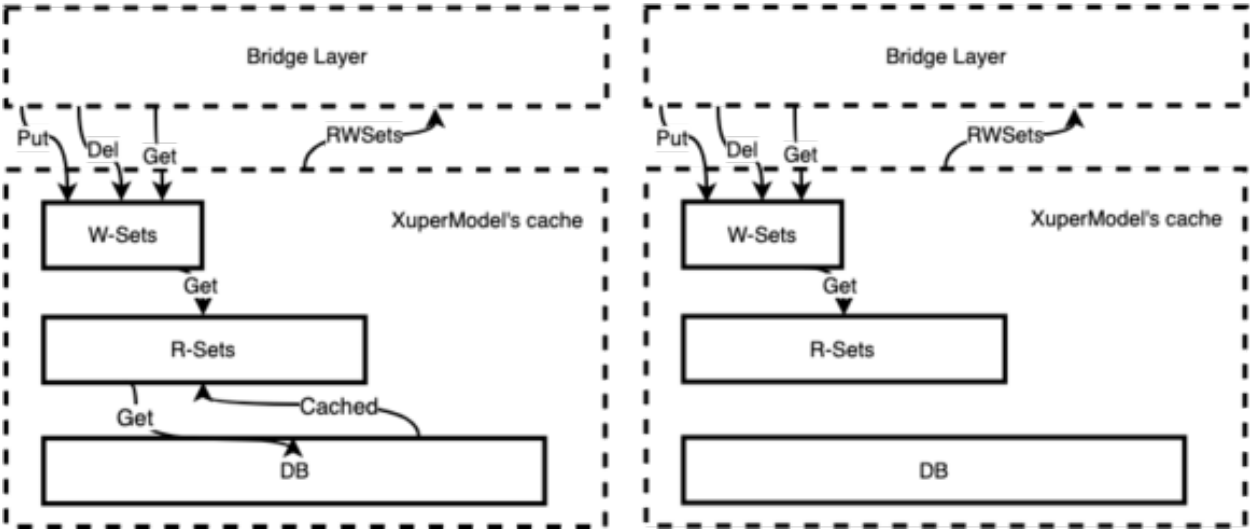 Bridge Layer
Put
Del
Get
RWSets
W-Sets
XuperModel's cache
Get
R-Sets
Get
Cached
DB
Bridge Layer
Put
Del
Get
RWSets
W-Sets
XuperModel's cache
Get
R-Sets
DB